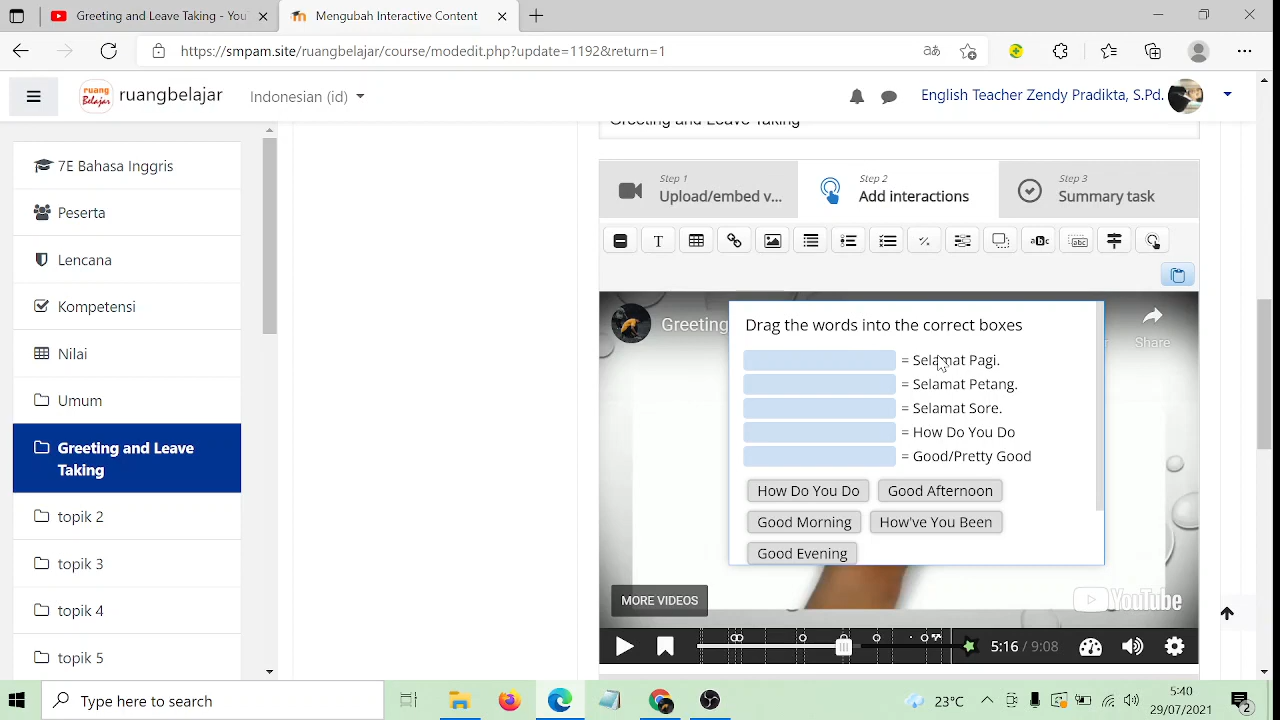 Greeting and Leave Taking - You
Mengubah Interactive Content
https://smpam.site/ruangbelajar/course/modedit.php?update=1192&return=1
ruang Belajar
ruangbelajar
Indonesian (id)
English Teacher Zendy Pradikta, S.Pd.
Greeting and Leave Taking
7E Bahasa Inggris
Peserta
Lencana
Kompetensi
Nilai
Umum
Greeting and Leave
Taking
topik 2
topik 3
topik 4
topik 5
Step 1
Upload/embed v...
Step 2
Add interactions
Step 3
Summary task
Greeting
Share
Drag the words into the correct boxes
= Selamat Pagi.
= Selamat Petang.
= Selamat Sore.
= How Do You Do
= Good/Pretty Good
How Do You Do
Good Afternoon
Good Morning
How've You Been
Good Evening
MORE VIDEOS
YouTube
5:16 / 9:08
Type here to search
23°C
5:40
29/07/2021
2